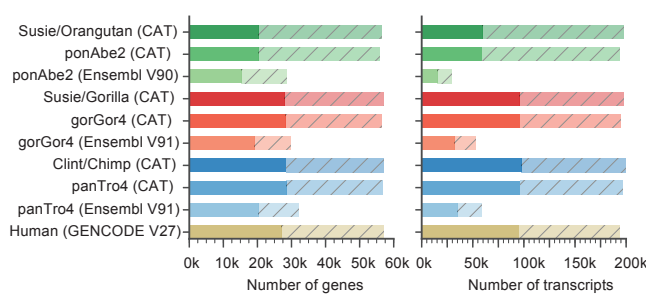 Susie/Orangutan (CAT)
ponAbe2 (CAT)
ponAbe2 (Ensembl V90)
Susie/Gorilla (CAT)
gorGor4 (CAT)
gorGor4 (Ensembl V91)
Clint/Chimp (CAT)
panTro4 (CAT)
panTro4 (Ensembl V91)
Human (GENCODE V27)
0k 10k 20k 30k 40k 50k 60k
Number of genes
0k 50k 100k 150k 200k
Number of transcripts